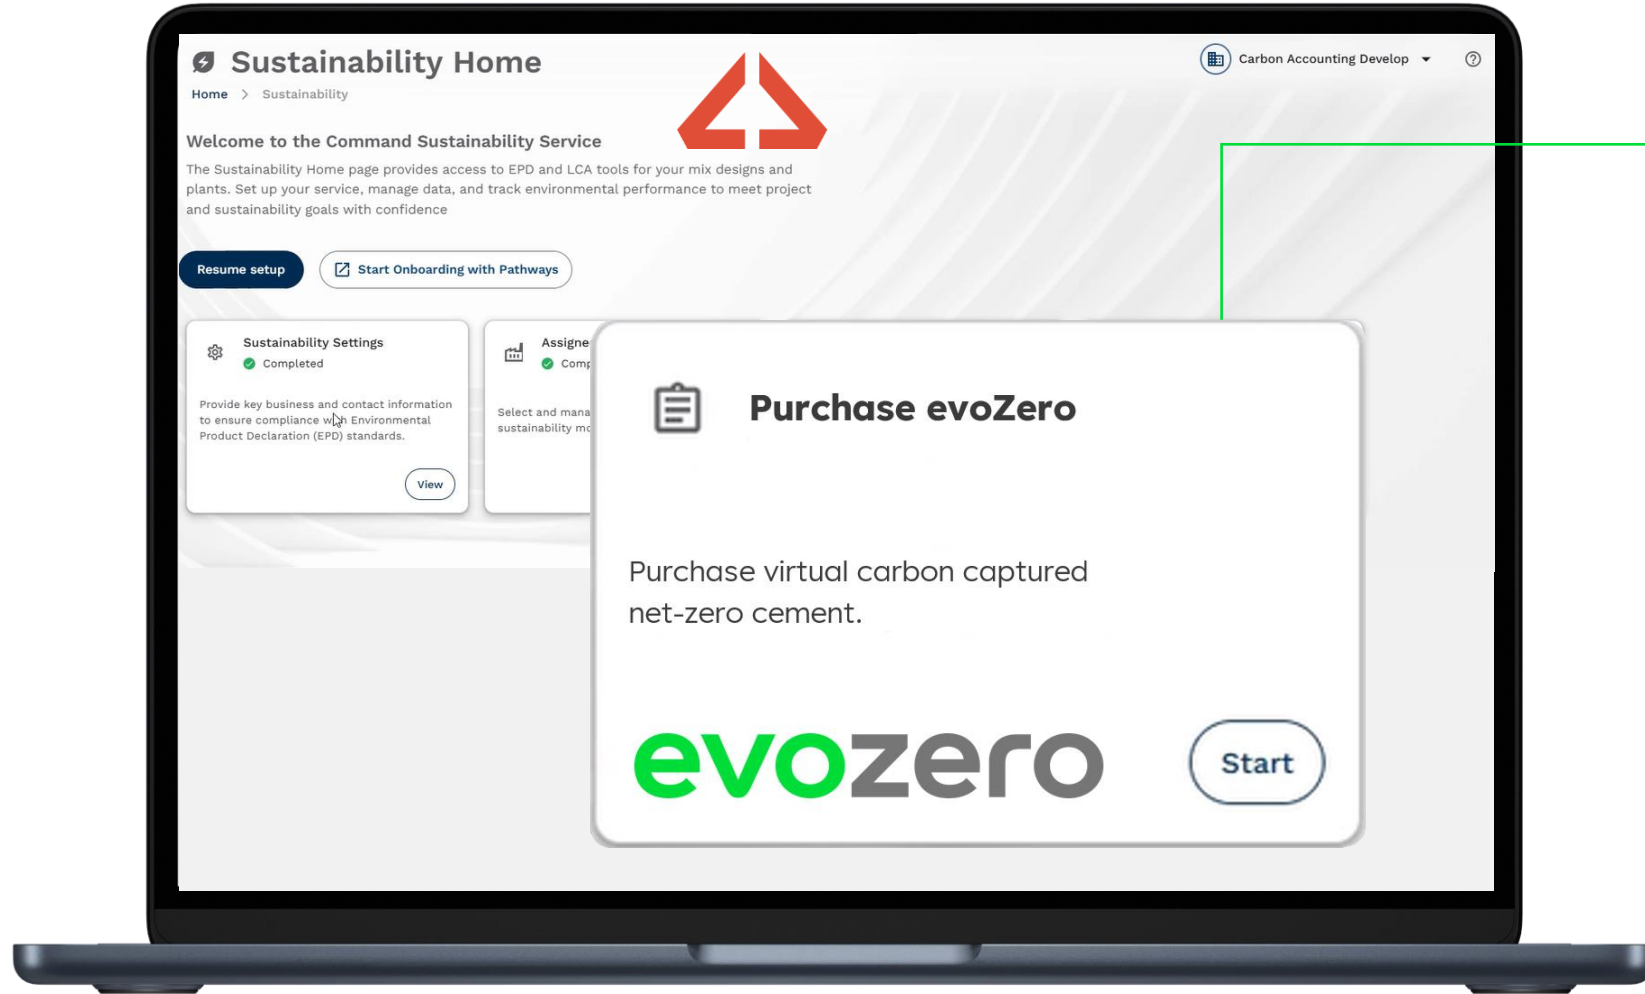 Sustainability Home
Carbon Accounting Develop
Home > Sustainability
Welcome to the Command Sustainability Service
The Sustainability Home page provides access to EPD and LCA tools for your mix designs and
plants. Set up your service, manage data, and track environmental performance to meet project
and sustainability goals with confidence
Resume setup
Start Onboarding with Pathways
Sustainability Settings
Completed
Provide key business and contact information
to ensure compliance with Environmental
Product Declaration (EPD) standards.
View
Select and mana
Purchase evoZero
Purchase virtual carbon captured
net-zero cement.
evozero
Start